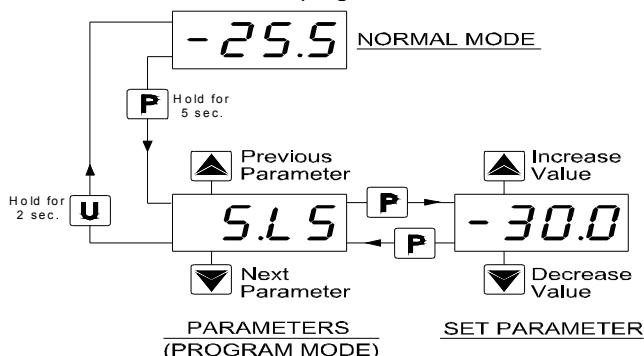 -25.5 NORMAL MODE
P Hold for
5 sec.
Previous
Parameter
Increase
Value
Hold for
2 sec. U
S.LS P P -30.0
Next
Parameter
Decrease
Value
PARAMETERS
(PROGRAM MODE)
SET PARAMETER